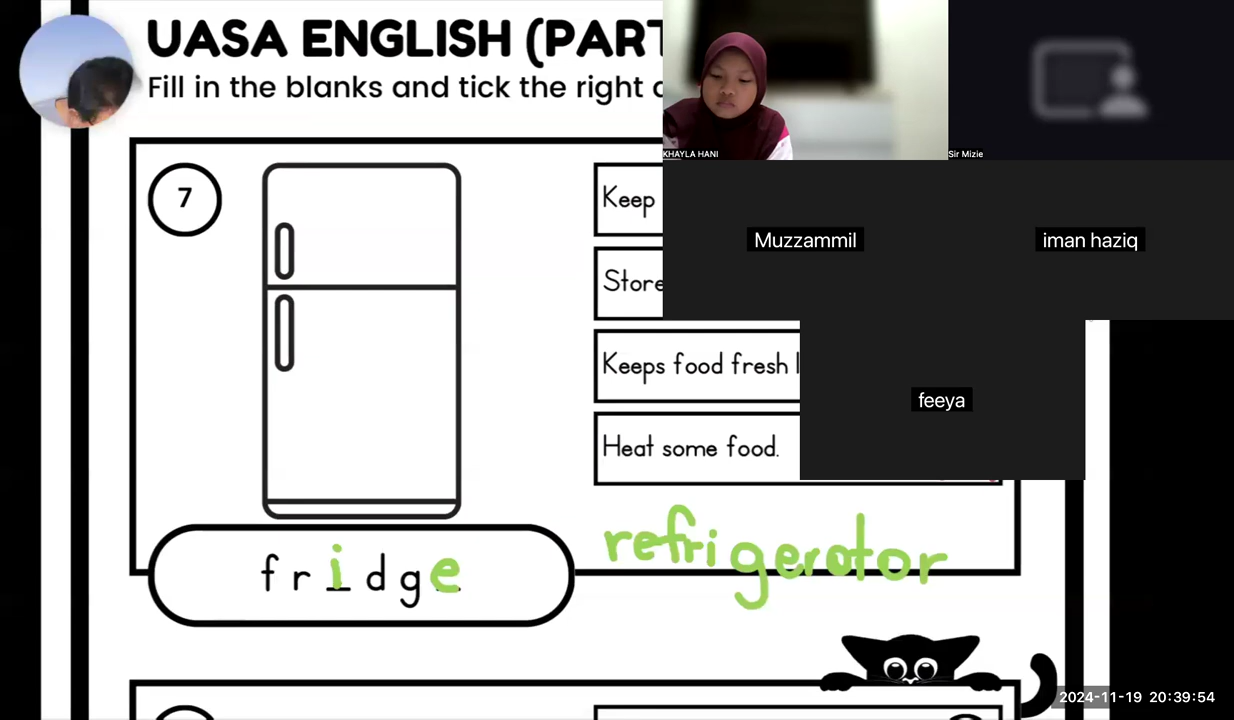 UASA ENGLISH (PART
Fill in the blanks and tick the right
7
Keep
Store
Keeps food fresh
Heat some food.
fridge
refrigerator
KHAYLA HANI
Sir Mizie
Muzzammil
iman haziq
feeya
2024-11-19 20:39:54